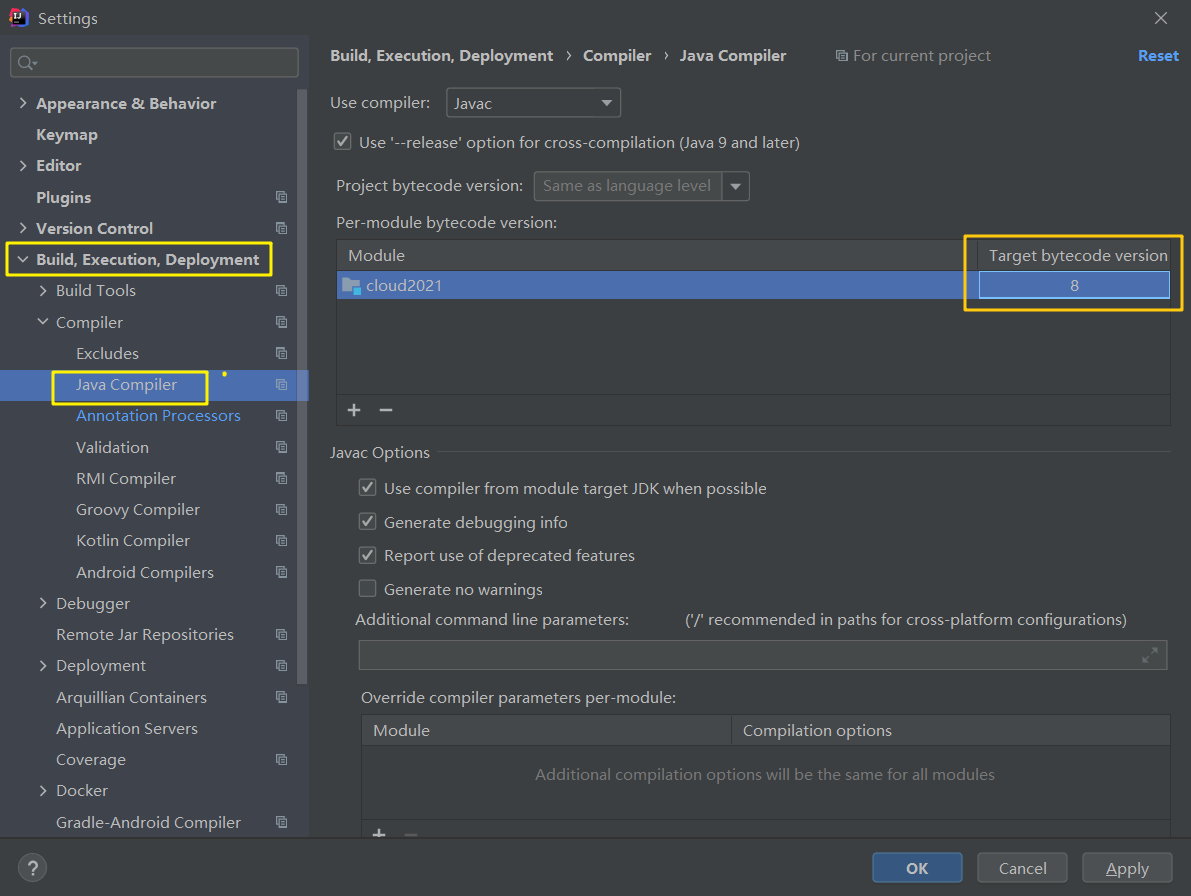 Settings
Appearance & Behavior
Keymap
Editor
Plugins
Version Control
Build, Execution, Deployment
Build Tools
Compiler
Excludes
Java Compiler
Annotation Processors
Validation
RMI Compiler
Groovy Compiler
Kotlin Compiler
Android Compilers
Debugger
Remote Jar Repositories
Deployment
Arquillian Containers
Application Servers
Coverage
Docker
Gradle-Android Compiler
Build, Execution, Deployment › Compiler › Java Compiler For current project Reset
Use compiler: Javac
Use '--release' option for cross-compilation (Java 9 and later)
Project bytecode version: Same as language level
Per-module bytecode version:
Module Target bytecode version
cloud2021 8
Javac Options
Use compiler from module target JDK when possible
Generate debugging info
Report use of deprecated features
Generate no warnings
Additional command line parameters: ('/' recommended in paths for cross-platform configurations)
Override compiler parameters per-module:
Module Compilation options
Additional compilation options will be the same for all modules
? OK Cancel Apply